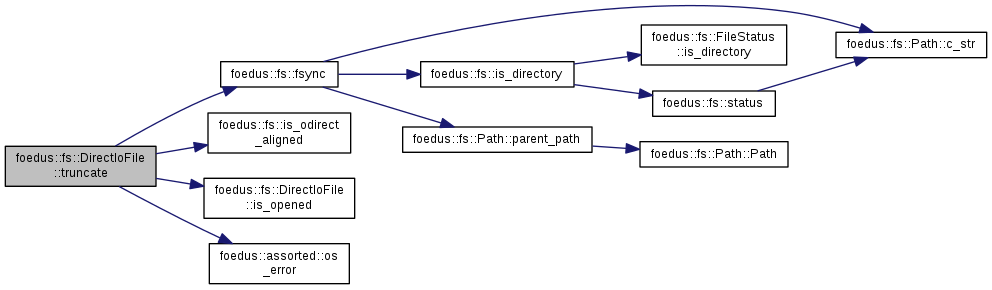 foedus::fs::DirectIoFile
::truncate
foedus::fs::fsync
foedus::fs::is_odirect
_aligned
foedus::fs::DirectIoFile
::is_opened
foedus::assorted::os
_error
foedus::fs::is_directory
foedus::fs::Path::parent_path
foedus::fs::FileStatus
::is_directory
foedus::fs::status
foedus::fs::Path::Path
foedus::fs::Path::c_str